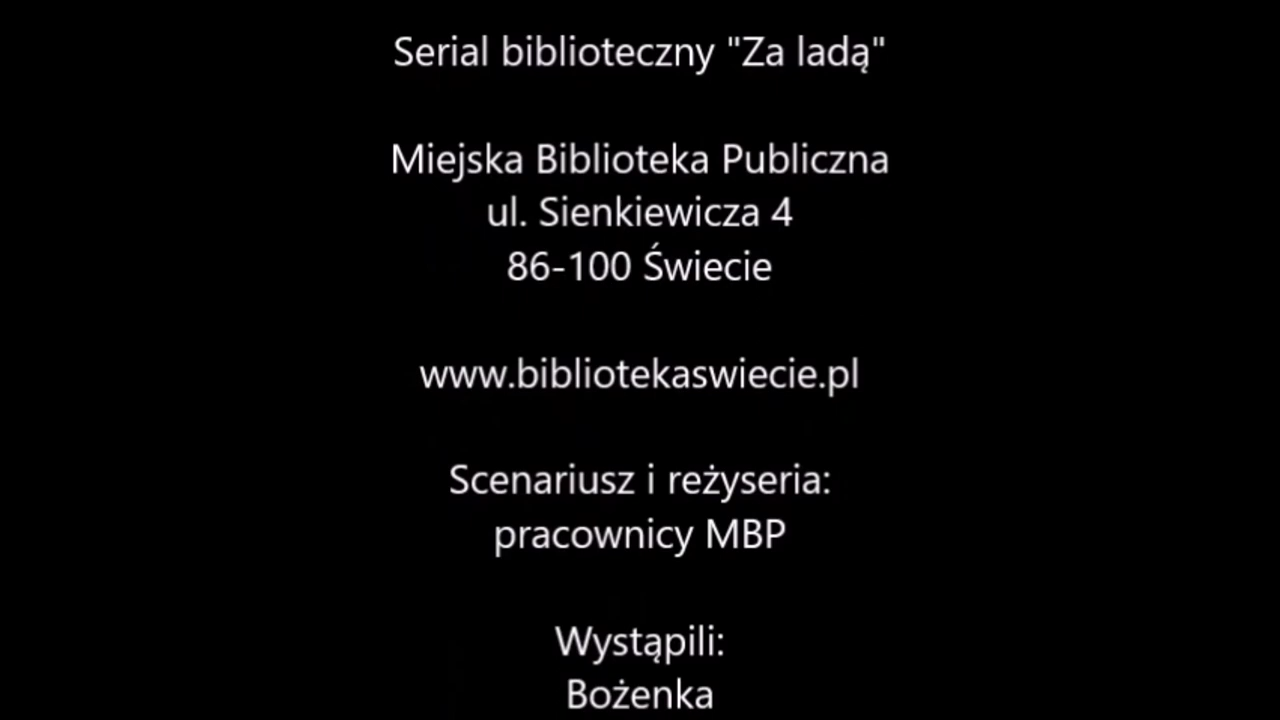 Serial biblioteczny "Za ladą"
Miejska Biblioteka Publiczna
ul. Sienkiewicza 4
86-100 Świecie
www.bibliotekaswiecie.pl
Scenariusz i reżyseria:
pracownicy MBP
Wystąpili:
Bożenka